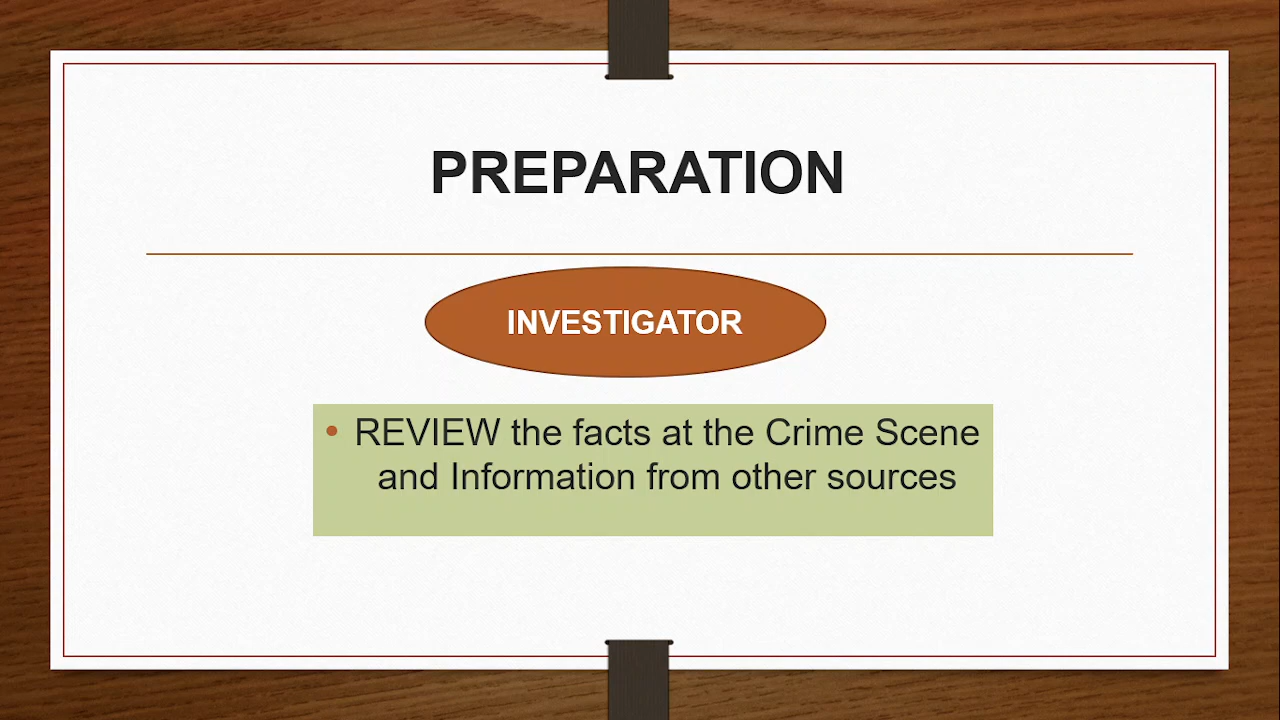 PREPARATION
INVESTIGATOR
• REVIEW the facts at the Crime Scene
and Information from other sources